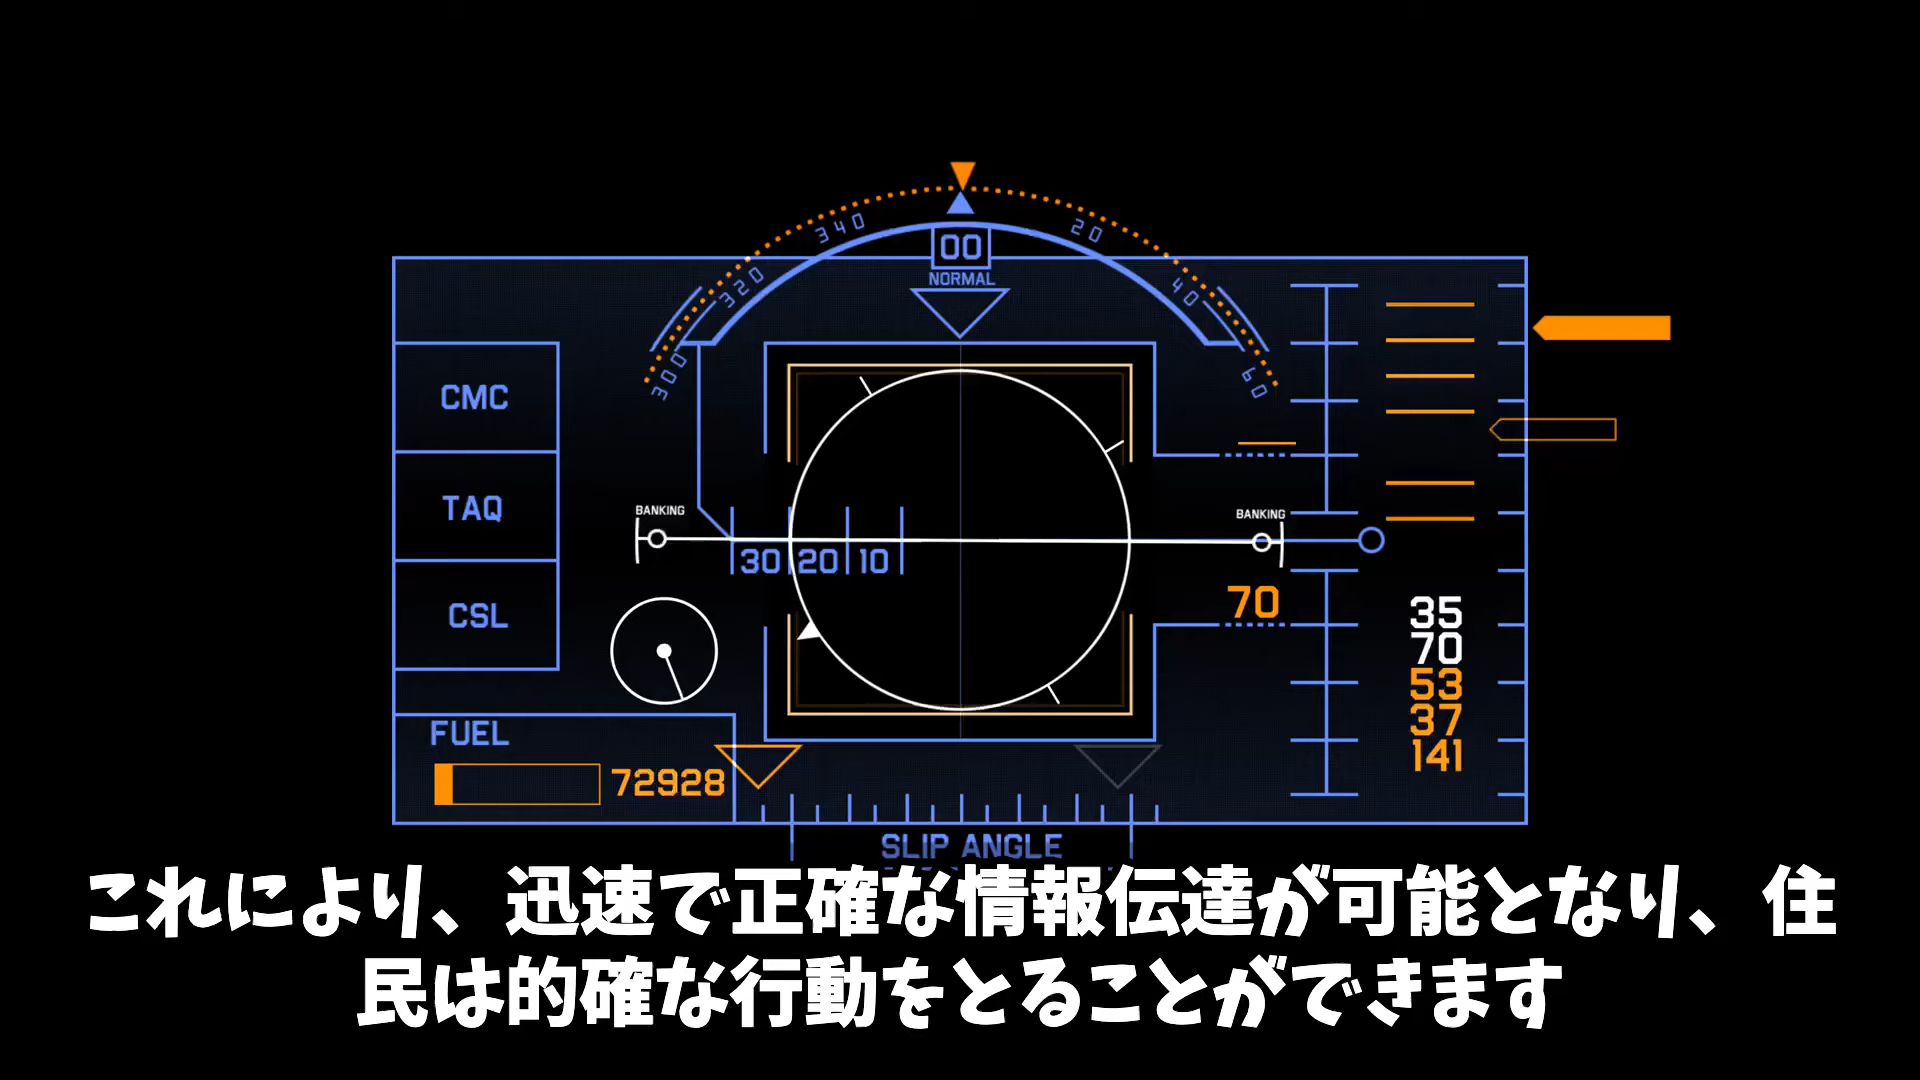 340
20
00
NORMAL
320
40
300
60
CMC
TAQ
CSL
BANKING
BANKING
30 20 10
70
35
70
53
37
141
FUEL
72928
SLIP ANGLE
これにより、迅速で正確な情報伝達が可能となり、住
民は的確な行動をとることができます